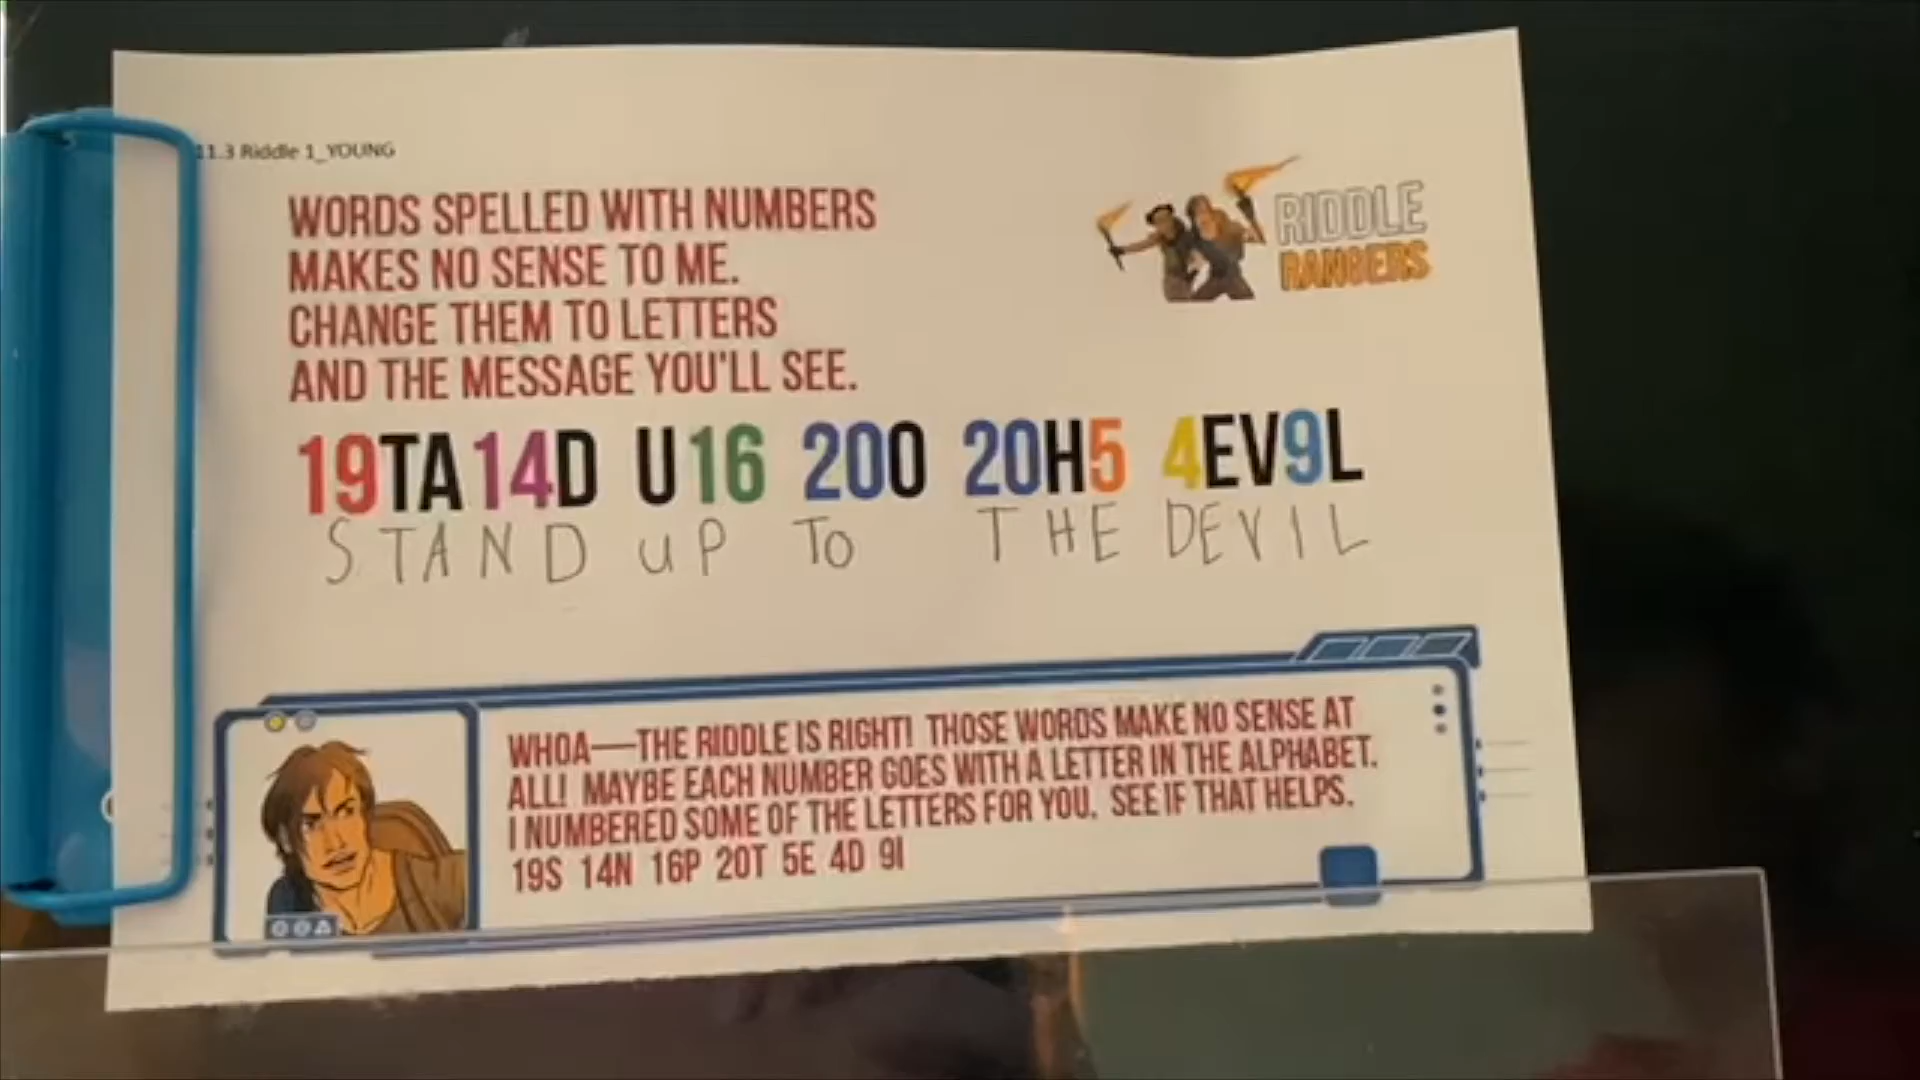 11.3 Riddle 1_YOUNG
WORDS SPELLED WITH NUMBERS
MAKES NO SENSE TO ME.
CHANGE THEM TO LETTERS
AND THE MESSAGE YOU'LL SEE.
RIDDLE
RANGERS
19TA14D U16 20O 20H5 4EV9L
STAND UP TO THE DEVIL
WHOA—THE RIDDLE IS RIGHT! THOSE WORDS MAKE NO SENSE AT
ALL! MAYBE EACH NUMBER GOES WITH A LETTER IN THE ALPHABET.
I NUMBERED SOME OF THE LETTERS FOR YOU. SEE IF THAT HELPS.
19S 14N 16P 20T 5E 4D 9I